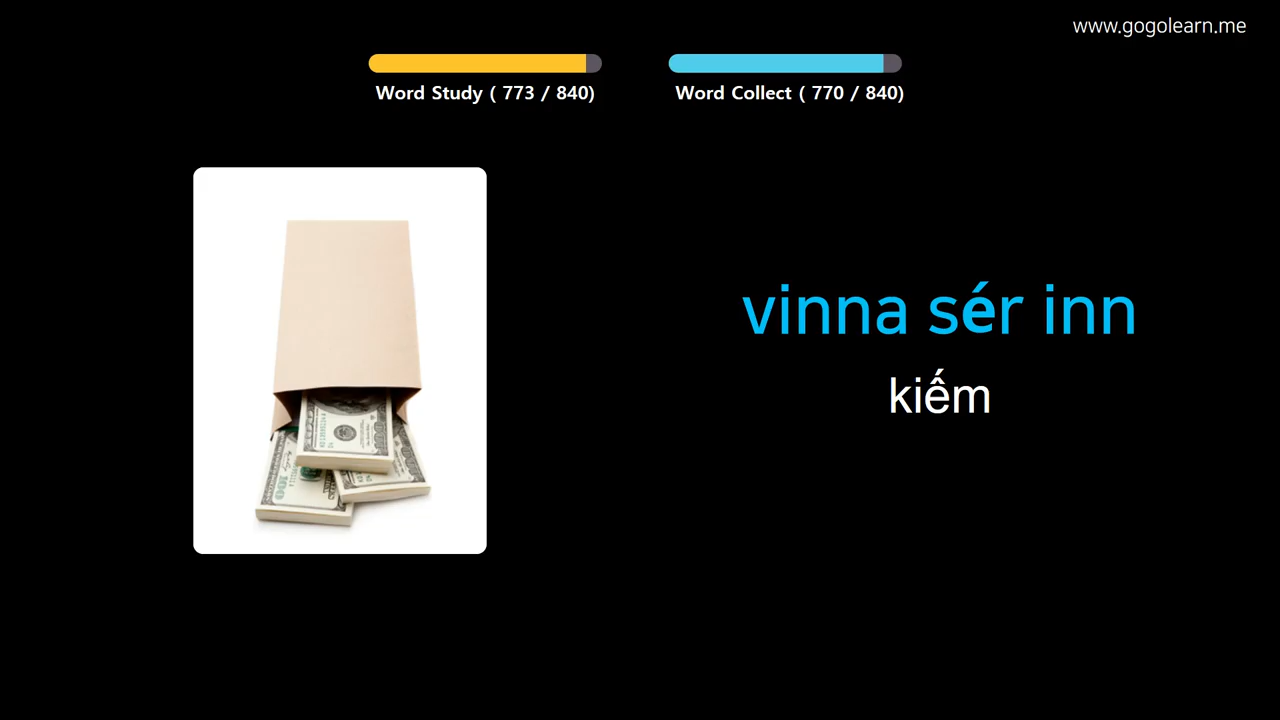 www.gogolearn.me
Word Study ( 773 / 840)
Word Collect ( 770 / 840)
vinna sér inn
kiếm